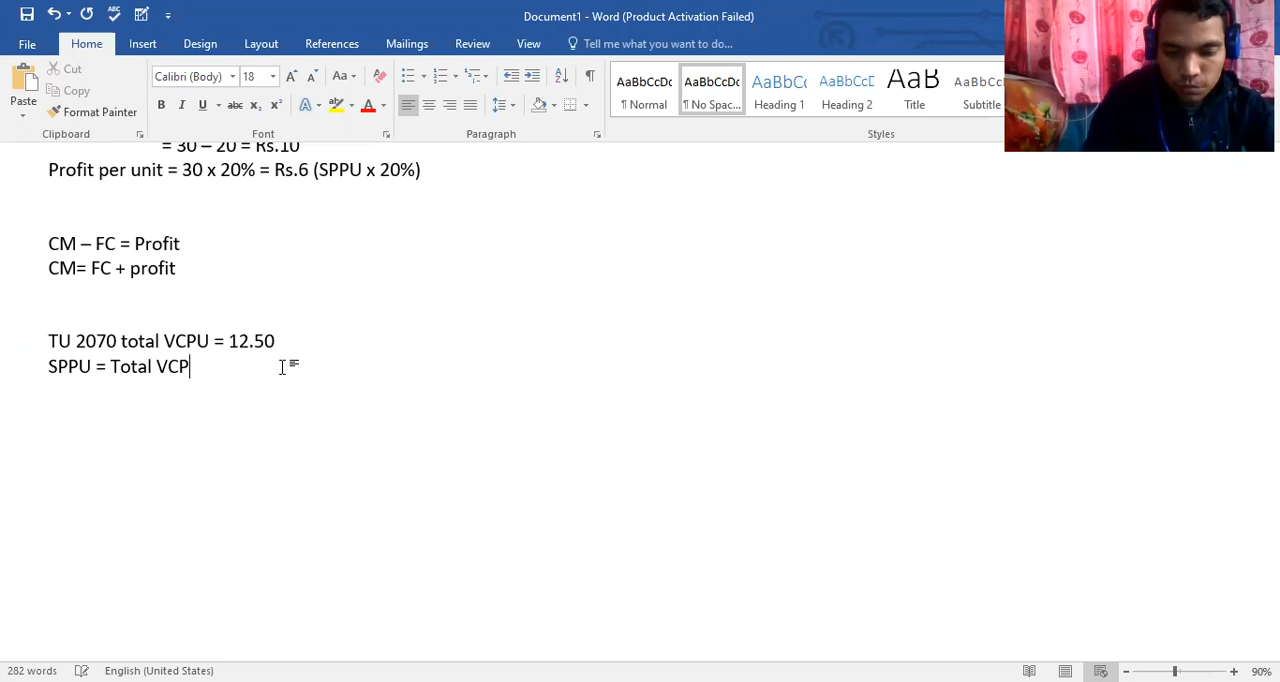 Document1 - Word (Product Activation Failed)
File Home Insert Design Layout References Mailings Review View Tell me what you want to do...
Paste Cut Copy Format Painter
Calibri (Body) 18
AaBbCcDc AaBbCcDc AaBbCc AaBbCcD AaB AaBbCcD
¶ Normal ¶ No Spac... Heading 1 Heading 2 Title Subtitle
Clipboard Font Paragraph Styles
= 30 – 20 = Rs.10
Profit per unit = 30 x 20% = Rs.6 (SPPU x 20%)
CM – FC = Profit
CM= FC + profit
TU 2070 total VCPU = 12.50
SPPU = Total VCP
282 words English (United States) 90%